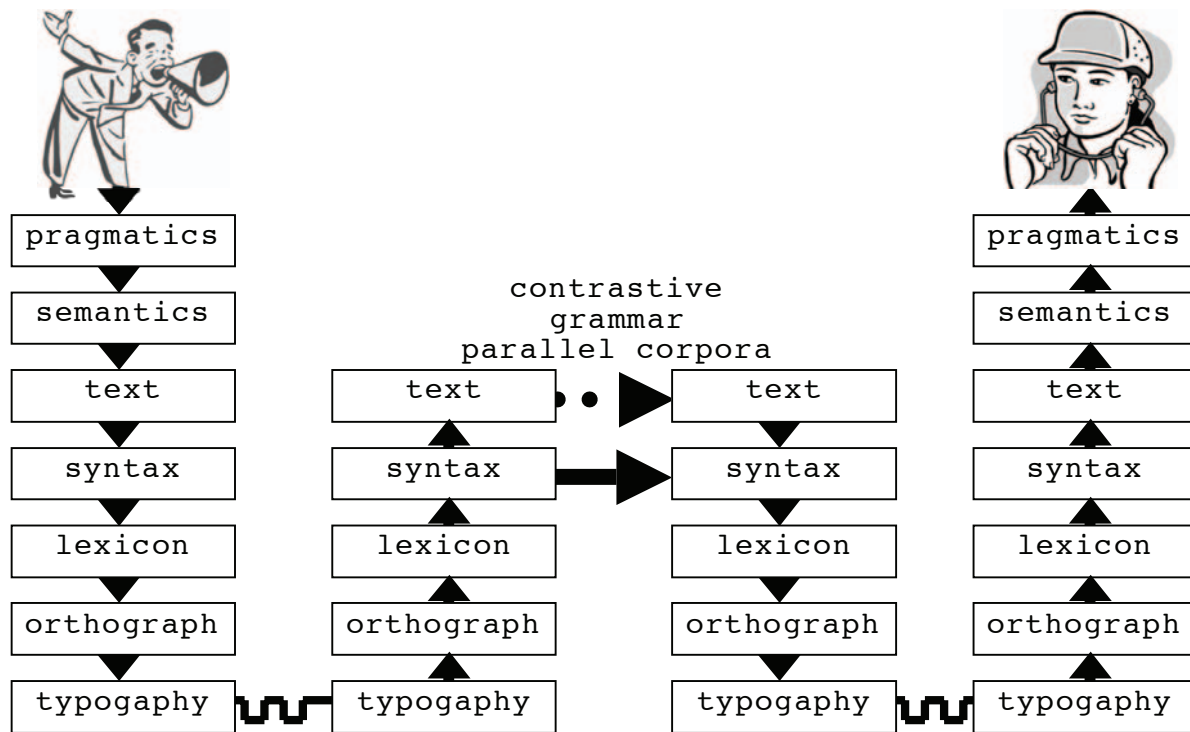 pragmatics
semantics
text
syntax
lexicon
orthograph
typogaphy
contrastive
grammar
parallel corpora
text
syntax
lexicon
orthograph
typogaphy
text
syntax
lexicon
orthograph
typogaphy
pragmatics
semantics
text
syntax
lexicon
orthograph
typogaphy